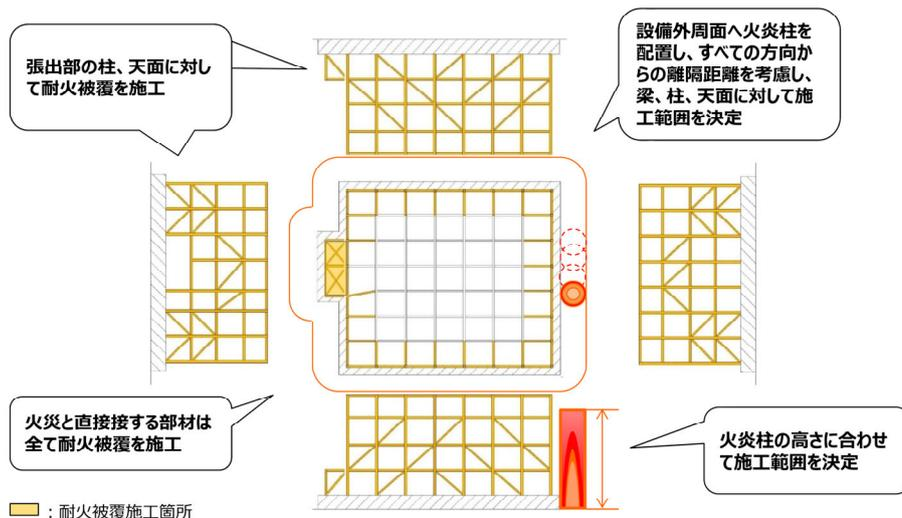 張出部の柱、天面に対し
て耐火被覆を施工
設備外周面へ火炎柱を
配置し、すべての方向か
らの離隔距離を考慮し、
梁、柱、天面に対して施
工範囲を決定
火災と直接接する部材は
全て耐火被覆を施工
火炎柱の高さに合わせ
て施工範囲を決定
：耐火被覆施工箇所